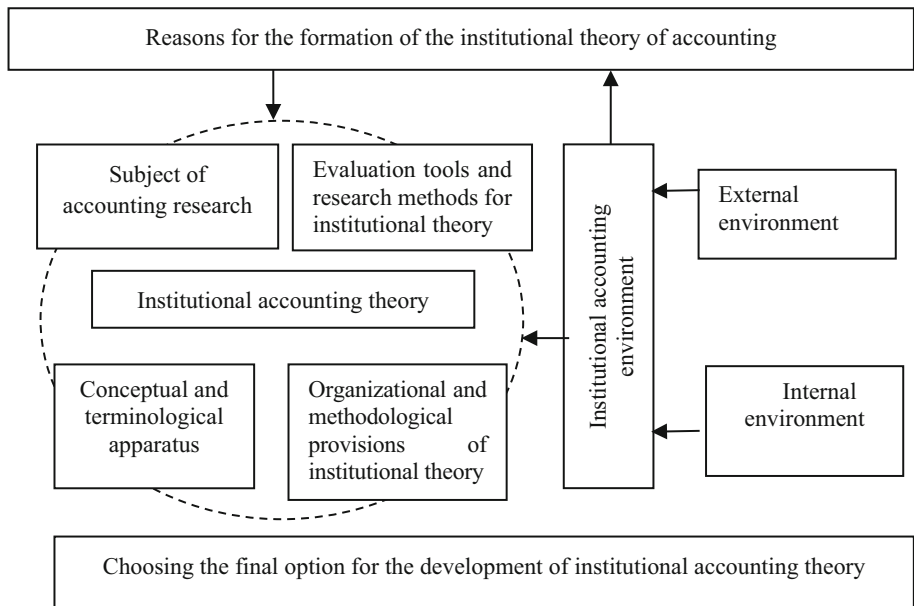 Reasons for the formation of the institutional theory of accounting
Subject of
accounting research
Evaluation tools and
research methods for
institutional theory
Institutional accounting theory
Conceptual and
terminological
apparatus
Organizational and
methodological
provisions of
institutional theory
Institutional accounting
environment
External
environment
Internal
environment
Choosing the final option for the development of institutional accounting theory